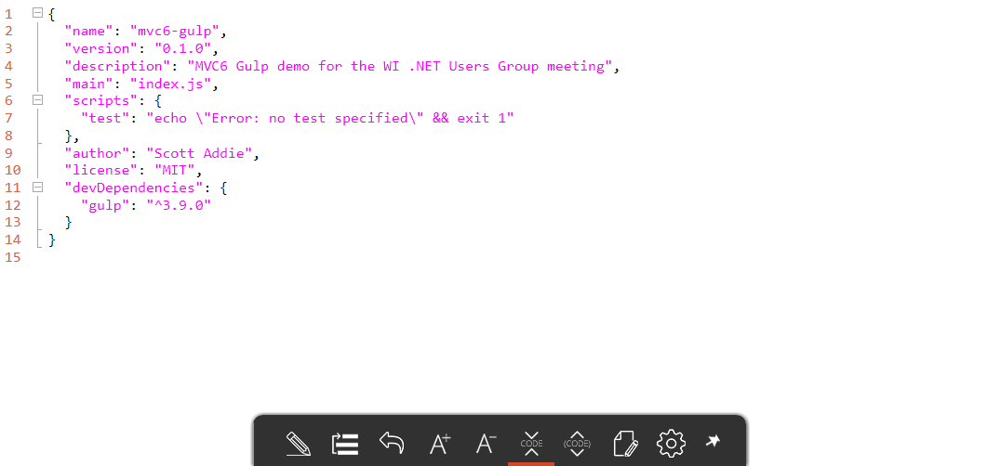 1 {
2 "name": "mvc6-gulp",
3 "version": "0.1.0",
4 "description": "MVC6 Gulp demo for the WI .NET Users Group meeting",
5 "main": "index.js",
6 "scripts": {
7 "test": "echo \"Error: no test specified\" && exit 1"
8 },
9 "author": "Scott Addie",
10 "license": "MIT",
11 "devDependencies": {
12 "gulp": "^3.9.0"
13 }
14 }
15
A+ A- CODE (CODE)